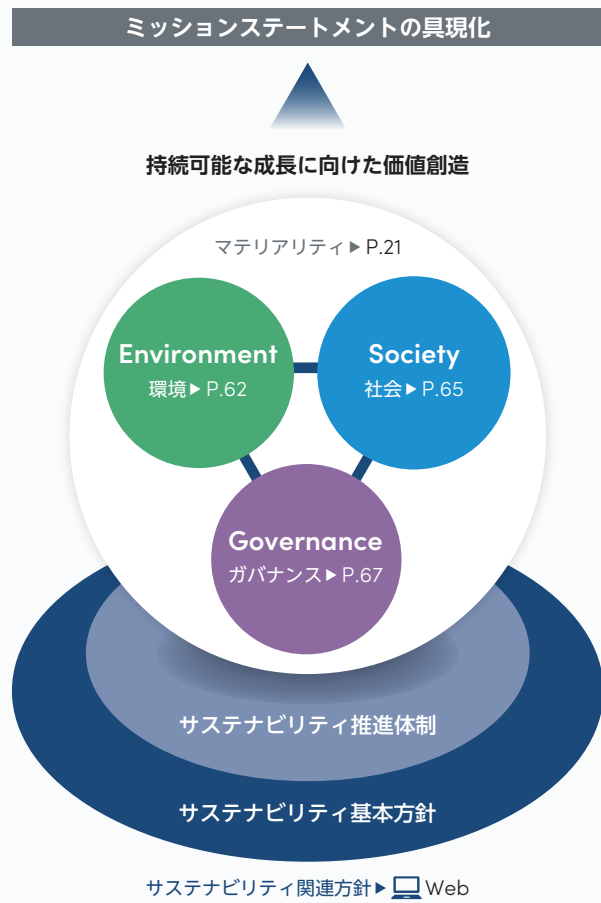 ミッションステートメントの具現化
持続可能な成長に向けた価値創造
マテリアリティ▶ P.21
Environment
環境▶ P.62
Society
社会▶ P.65
Governance
ガバナンス▶ P.67
サステナビリティ推進体制
サステナビリティ基本方針
サステナビリティ関連方針▶ Web